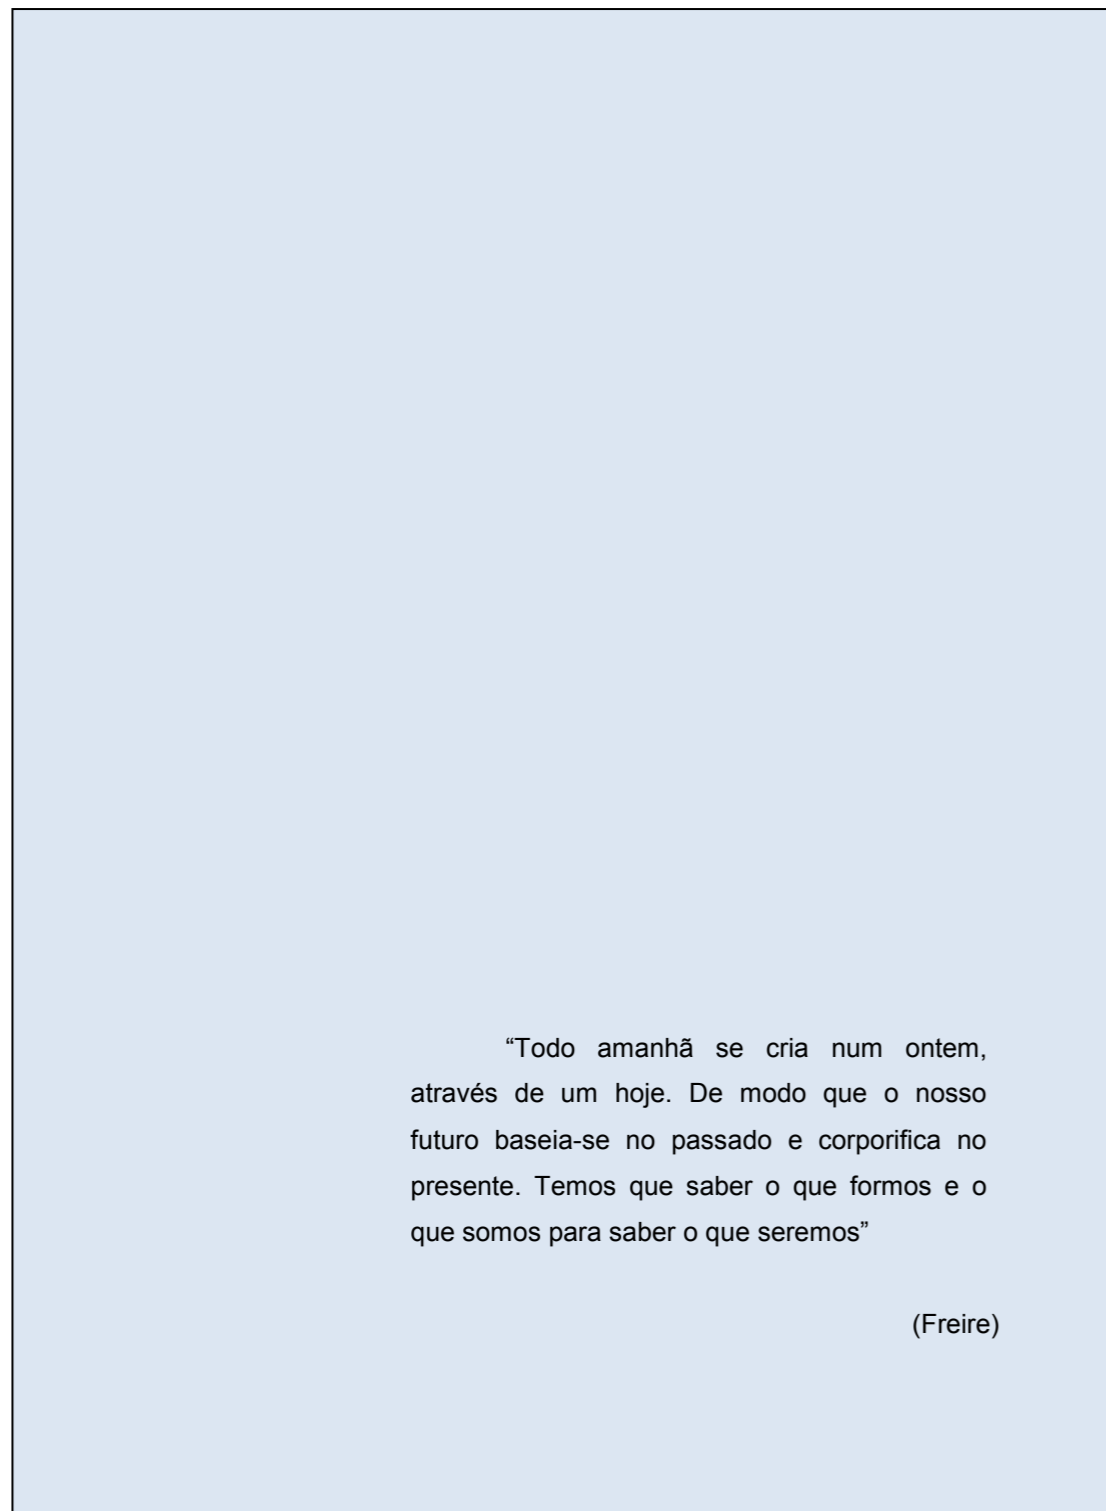 “Todo amanhã se cria num ontem,
através de um hoje. De modo que o nosso
futuro baseia-se no passado e corporifica no
presente. Temos que saber o que formos e o
que somos para saber o que seremos”
(Freire)